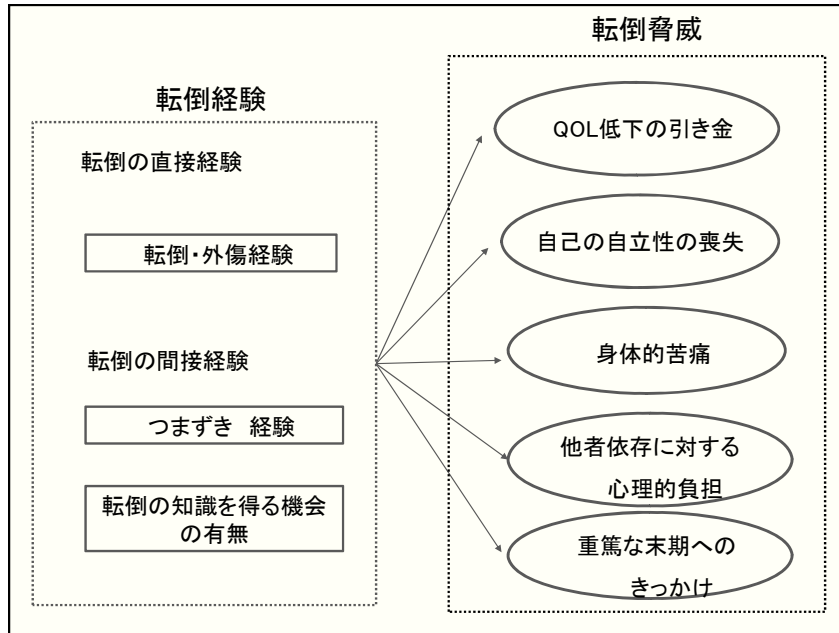 転倒経験
転倒の直接経験
転倒・外傷経験
転倒の間接経験
つまずき 経験
転倒の知識を得る機会
の有無
転倒脅威
QOL低下の引き金
自己の自立性の喪失
身体的苦痛
他者依存に対する
心理的負担
重篤な末期への
きっかけ